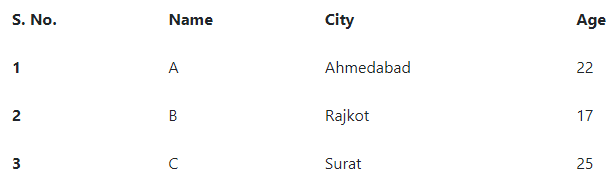 S. No. Name City Age
1 A Ahmedabad 22
2 B Rajkot 17
3 C Surat 25